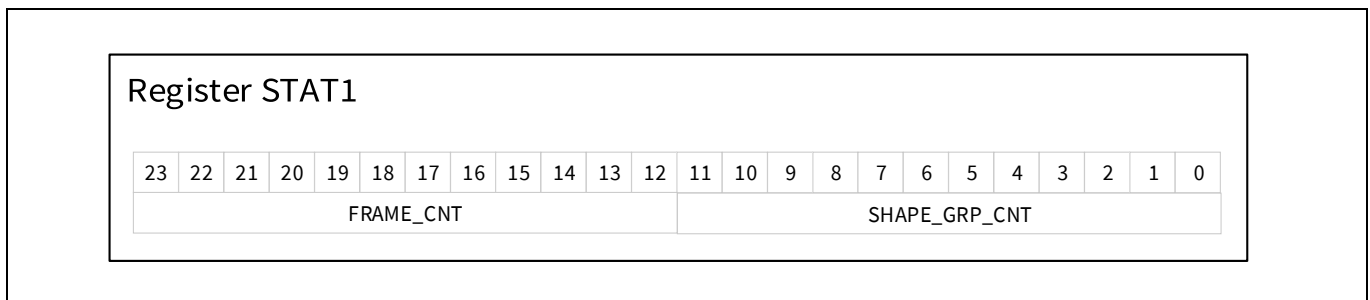 Register STAT1
23 22 21 20 19 18 17 16 15 14 13 12 11 10 9 8 7 6 5 4 3 2 1 0
FRAME_CNT SHAPE_GRP_CNT